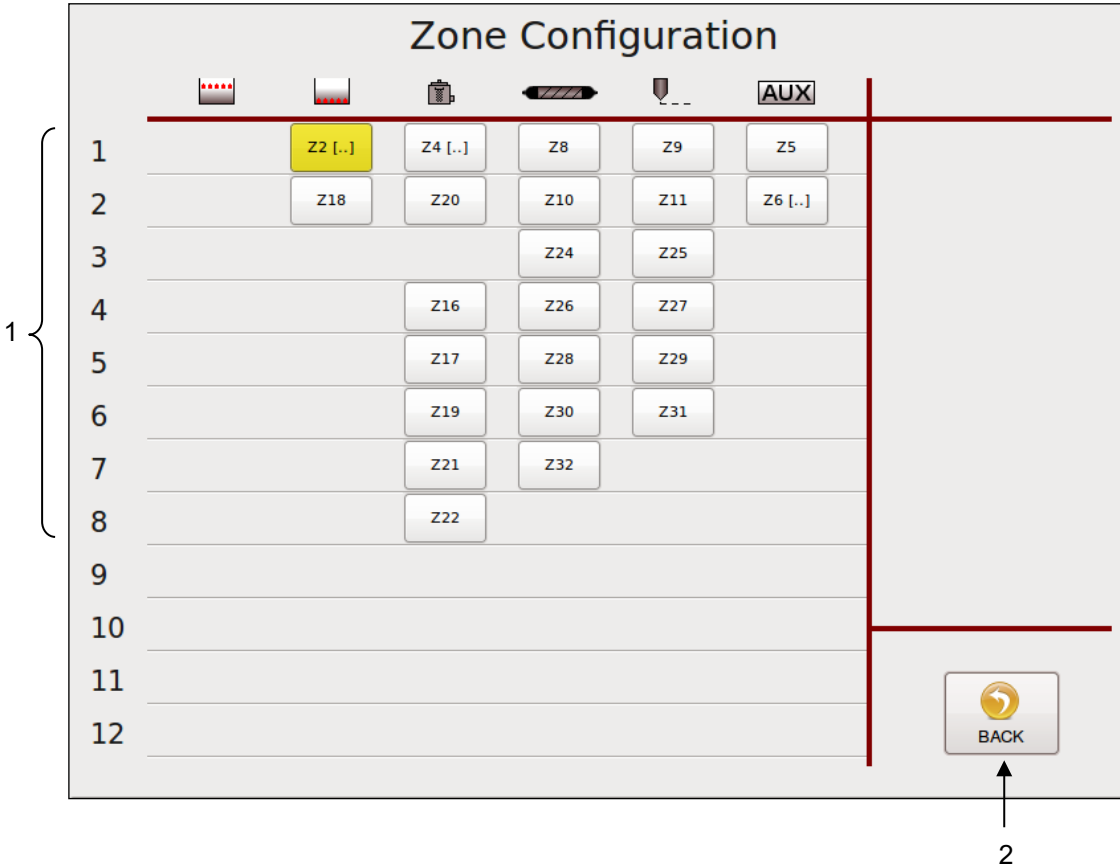 Zone Configuration
AUX
1 Z2 [..] Z4 [..] Z8 Z9 Z5
2 Z18 Z20 Z10 Z11 Z6 [..]
3 Z24 Z25
4 Z16 Z26 Z27
1
5 Z17 Z28 Z29
6 Z19 Z30 Z31
7 Z21 Z32
8 Z22
9
10
11
12
BACK
2